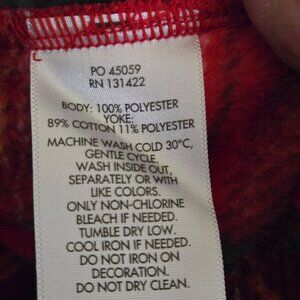 PO 45059
RN 131422
BODY: 100% POLYESTER
YOKE:
89% COTTON 11% POLYESTER
MACHINE WASH COLD 30°C,
GENTLE CYCLE.
WASH INSIDE OUT,
SEPARATELY OR WITH
LIKE COLORS.
ONLY NON-CHLORINE
BLEACH IF NEEDED.
TUMBLE DRY LOW.
COOL IRON IF NEEDED.
DO NOT IRON ON
DECORATION.
DO NOT DRY CLEAN.